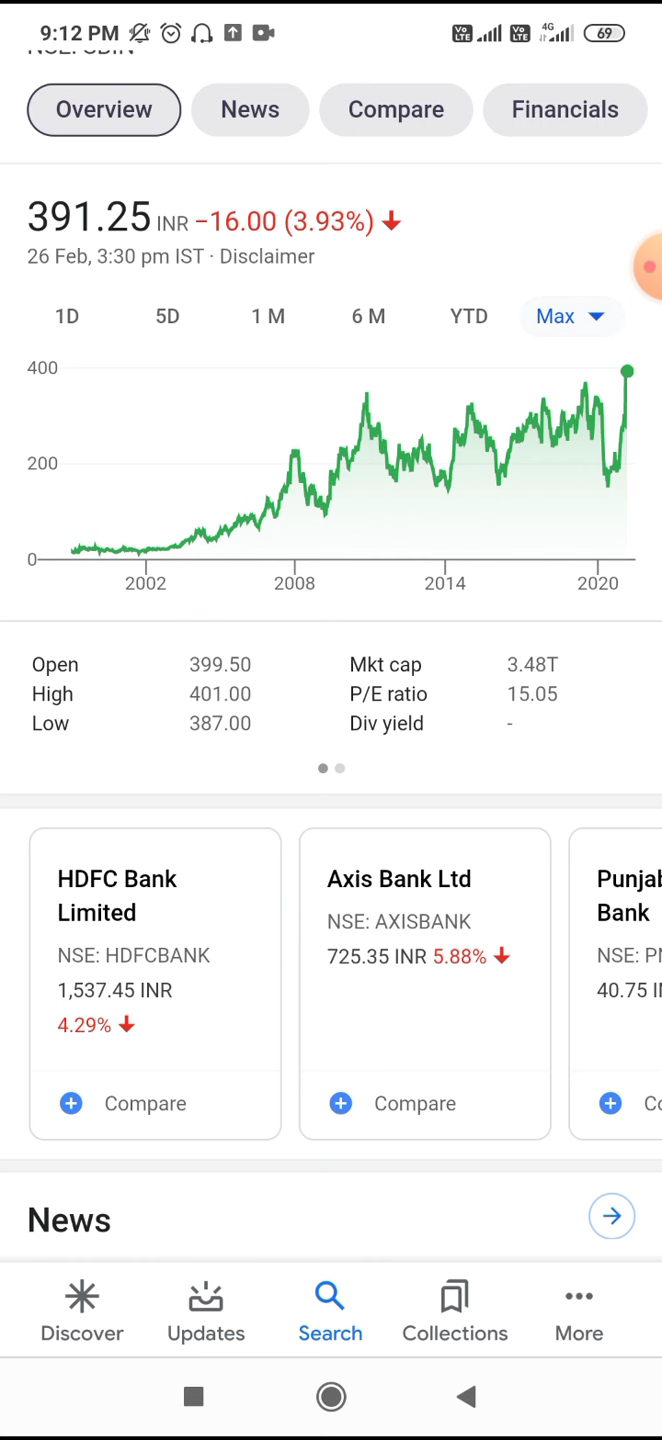 9:12 PM 4G 69
Overview News Compare Financials
391.25 INR −16.00 (3.93%)
26 Feb, 3:30 pm IST · Disclaimer
1D 5D 1 M 6 M YTD Max
400
200
0
2002 2008 2014 2020
Open 399.50 Mkt cap 3.48T
High 401.00 P/E ratio 15.05
Low 387.00 Div yield -
HDFC Bank
Limited
NSE: HDFCBANK
1,537.45 INR
4.29%
Compare
Axis Bank Ltd
NSE: AXISBANK
725.35 INR 5.88%
Compare
Bank
40.75
News
Discover Updates Search Collections More